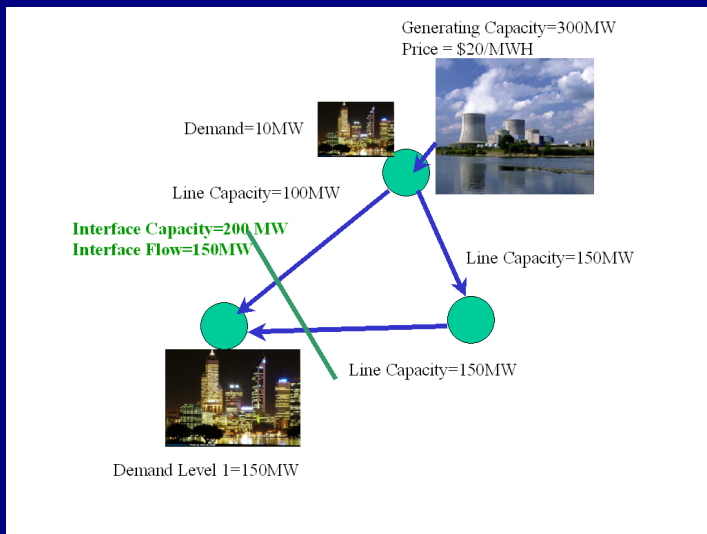 Generating Capacity=300MW
Price = $20/MWH
Demand=10MW
Line Capacity=100MW
Interface Capacity=200 MW
Interface Flow=150MW
Line Capacity=150MW
Line Capacity=150MW
Demand Level 1=150MW